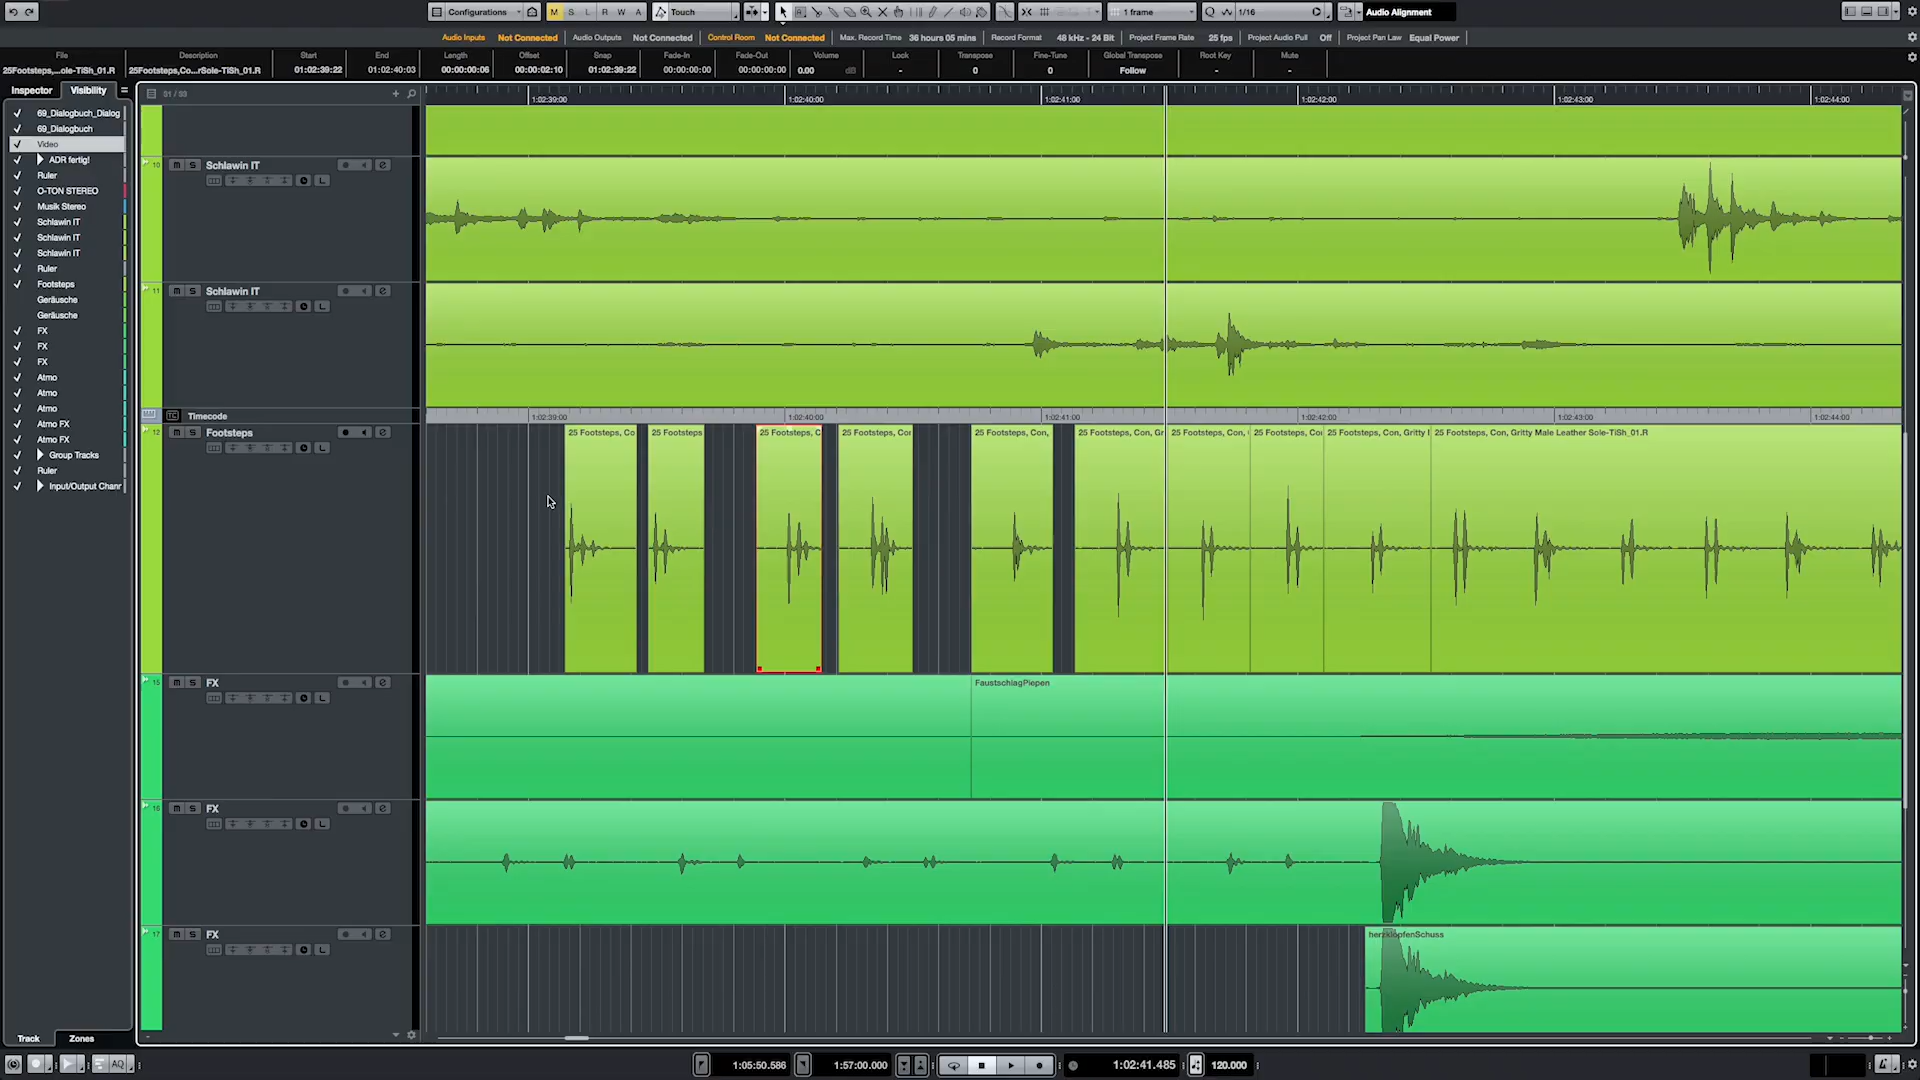 Configurations
M S L R W A
Touch
1 frame
Q 1/16
Audio Alignment
Audio Inputs Not Connected Audio Outputs Not Connected Control Room Not Connected Max. Record Time 36 hours 05 mins Record Format 48 kHz - 24 Bit Project Frame Rate 25 fps Project Audio Pull Off Project Pan Law Equal Power
File Description Start End Length Offset Snap Fade-In Fade-Out Volume Lock Transpose Fine-Tune Global Transpose Root Key Mute
25Footsteps,...ole-TiSh_01.R 25Footsteps,Co...rSole-TiSh_01.R 01:02:39:22 01:02:40:03 00:00:00:06 00:00:02:10 01:02:39:22 00:00:00:00 00:00:00:00 0.00 dB - 0 0 Follow - -
Inspector Visibility
69_Dialogbuch_Dialog
69_Dialogbuch
Video
ADR fertig!
Ruler
O-TON STEREO
Musik Stereo
Schlawin IT
Schlawin IT
Schlawin IT
Ruler
Footsteps
Geräusche
Geräusche
FX
FX
FX
Atmo
Atmo
Atmo
Atmo FX
Atmo FX
Group Tracks
Ruler
Input/Output Chann
Track Zones
1:02:39:00 1:02:40:00 1:02:41:00 1:02:42:00 1:02:43:00 1:02:44:00
10 m S Schlawin IT e
L
11 m S Schlawin IT e
L
TC Timecode
1:02:39:00 1:02:40:00 1:02:41:00 1:02:42:00 1:02:43:00 1:02:44:00
12 m S Footsteps e
L
25 Footsteps, Co 25 Footsteps 25 Footsteps, C 25 Footsteps, Cor 25 Footsteps, Con, 25 Footsteps, Con, Gr 25 Footsteps, Con, 25 Footsteps, Co 25 Footsteps, Con, Gritty 25 Footsteps, Con, Gritty Male Leather Sole-TiSh_01.R
15 m S FX e
L
FaustschlagPiepen
16 m S FX e
L
17 m S FX e
L
herzklopfenSchuss
AQ
1:05:50.586 1:57:00.000 1:02:41.485 120.000